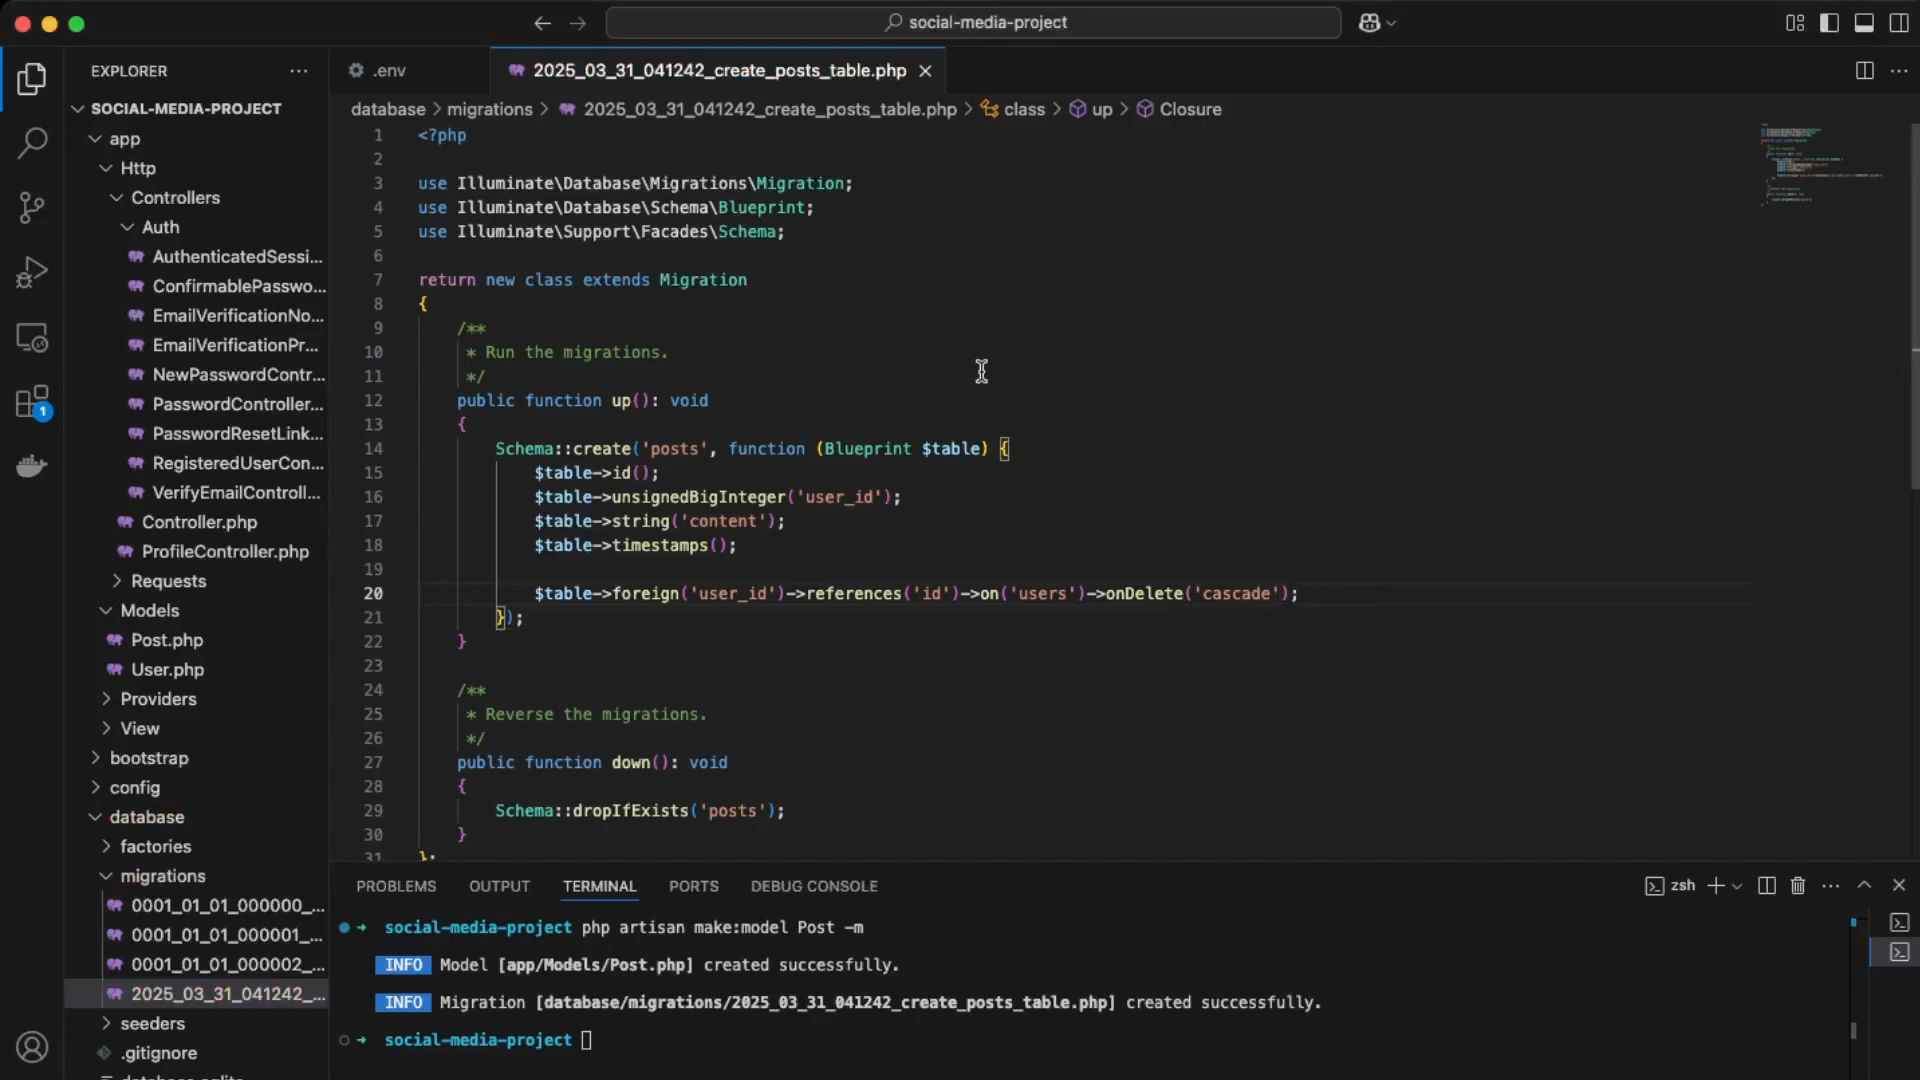 social-media-project
EXPLORER
SOCIAL-MEDIA-PROJECT
app
Http
Controllers
Auth
AuthenticatedSessi...
ConfirmablePasswo...
EmailVerificationNo...
EmailVerificationPr...
NewPasswordContr...
PasswordController...
PasswordResetLink...
RegisteredUserCon...
VerifyEmailControll...
Controller.php
ProfileController.php
Requests
Models
Post.php
User.php
Providers
View
bootstrap
config
database
factories
migrations
0001_01_01_000000_...
0001_01_01_000001_...
0001_01_01_000002_...
2025_03_31_041242_...
seeders
.gitignore
1
.env
2025_03_31_041242_create_posts_table.php
database > migrations > 2025_03_31_041242_create_posts_table.php > class > up > Closure
1 <?php
2
3 use Illuminate\Database\Migrations\Migration;
4 use Illuminate\Database\Schema\Blueprint;
5 use Illuminate\Support\Facades\Schema;
6
7 return new class extends Migration
8 {
9 /**
10 * Run the migrations.
11 */
12 public function up(): void
13 {
14 Schema::create('posts', function (Blueprint $table) {
15 $table->id();
16 $table->unsignedBigInteger('user_id');
17 $table->string('content');
18 $table->timestamps();
19
20 $table->foreign('user_id')->references('id')->on('users')->onDelete('cascade');
21 });
22 }
23
24 /**
25 * Reverse the migrations.
26 */
27 public function down(): void
28 {
29 Schema::dropIfExists('posts');
30 }
31 };
PROBLEMS OUTPUT TERMINAL PORTS DEBUG CONSOLE
zsh
social-media-project php artisan make:model Post -m
INFO Model [app/Models/Post.php] created successfully.
INFO Migration [database/migrations/2025_03_31_041242_create_posts_table.php] created successfully.
social-media-project